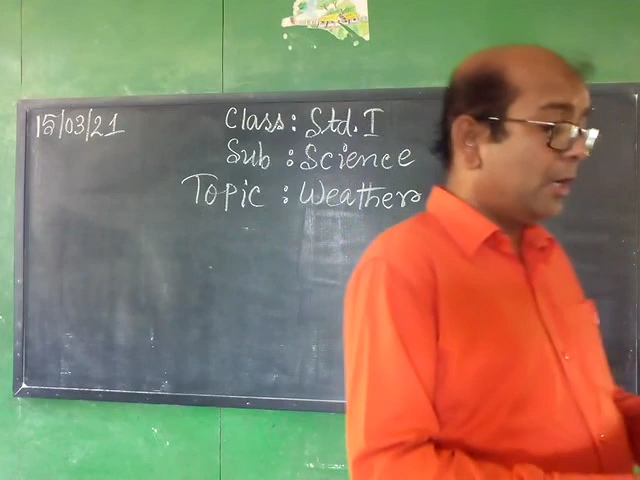 15/03/21
Class: Std. I
Sub : Science
Topic : Weather